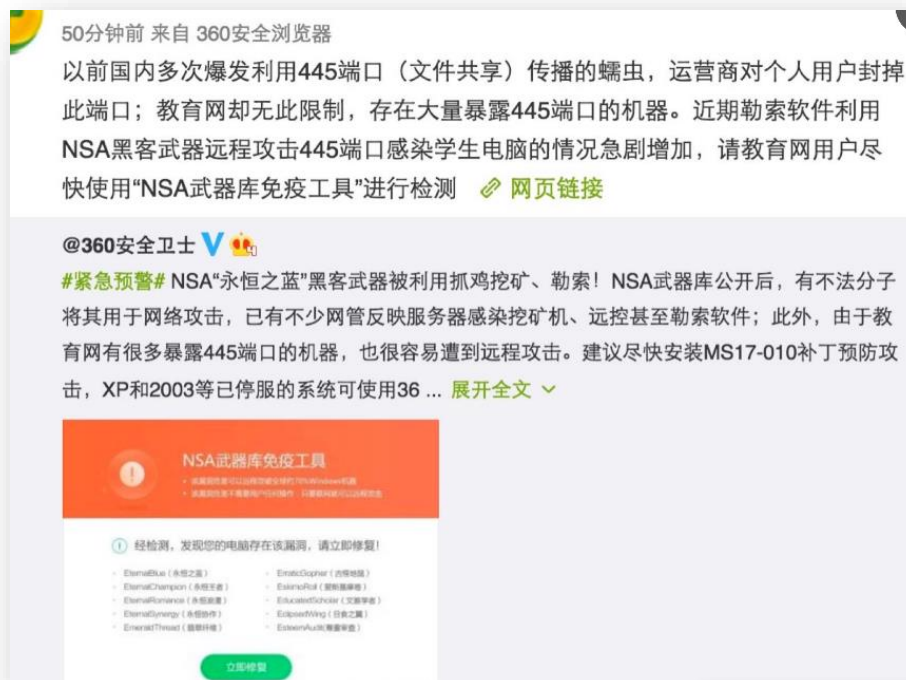 50分钟前 来自 360安全浏览器
以前国内多次爆发利用445端口（文件共享）传播的蠕虫，运营商对个人用户封掉
此端口；教育网却无此限制，存在大量暴露445端口的机器。近期勒索软件利用
NSA黑客武器远程攻击445端口感染学生电脑的情况急剧增加，请教育网用户尽
快使用“NSA武器库免疫工具”进行检测 网页链接
@360安全卫士
#紧急预警# NSA“永恒之蓝”黑客武器被利用抓鸡挖矿、勒索！NSA武器库公开后，有不法分子
将其用于网络攻击，已有不少网管反映服务器感染挖矿机、远控甚至勒索软件；此外，由于教
育网有很多暴露445端口的机器，也很容易遭到远程攻击。建议尽快安装MS17-010补丁预防攻
击，XP和2003等已停服的系统可使用36 ... 展开全文
NSA武器库免疫工具
经检测，发现您的电脑存在该漏洞，请立即修复！
EternalBlue（永恒之蓝）
EternalChampion（永恒王者）
EternalRomance（永恒浪漫）
EternalSynergy（永恒协作）
EmeraldThread（翡翠纤维）
ErraticGopher（古怪地鼠）
EskimoRoll（爱斯基摩卷）
EducatedScholar（文雅学者）
EclipsedWing（日食之翼）
EsteemAudit（尊重审查）
立即修复